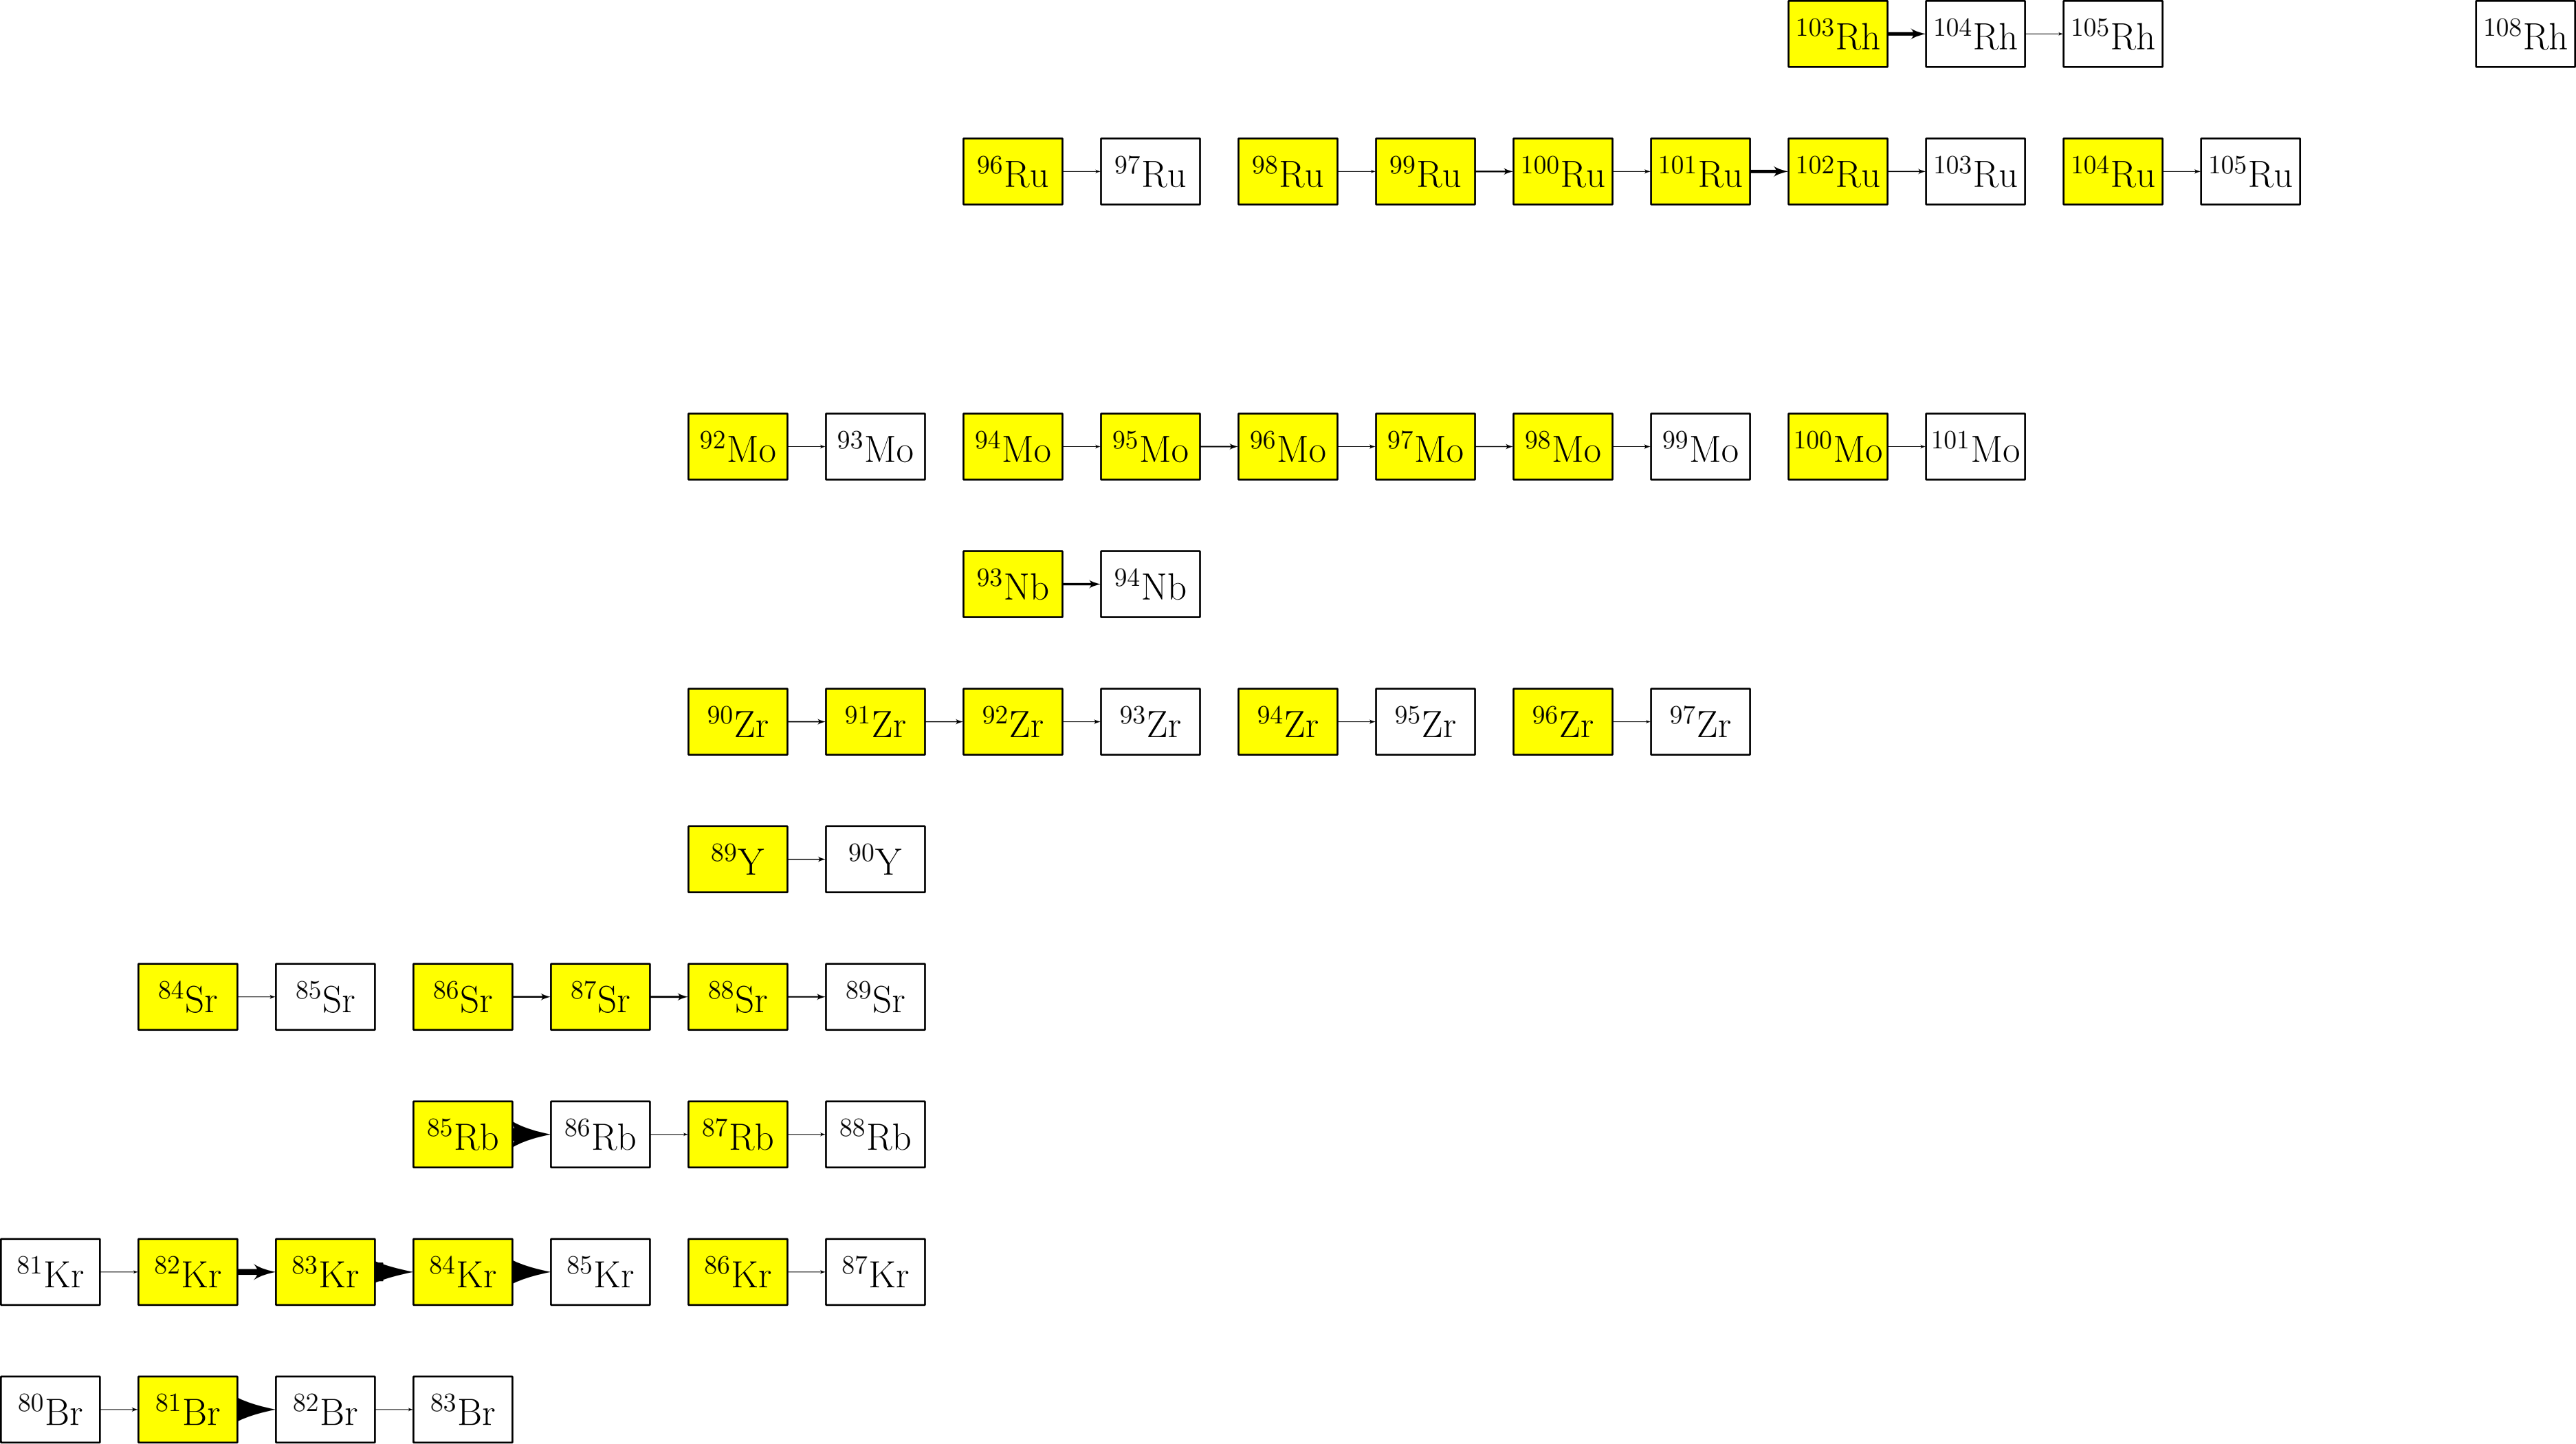 ¹⁰³Rh ¹⁰⁴Rh ¹⁰⁵Rh ¹⁰⁸Rh
⁹⁶Ru ⁹⁷Ru ⁹⁸Ru ⁹⁹Ru ¹⁰⁰Ru ¹⁰¹Ru ¹⁰²Ru ¹⁰³Ru ¹⁰⁴Ru ¹⁰⁵Ru
⁹²Mo ⁹³Mo ⁹⁴Mo ⁹⁵Mo ⁹⁶Mo ⁹⁷Mo ⁹⁸Mo ⁹⁹Mo ¹⁰⁰Mo ¹⁰¹Mo
⁹³Nb ⁹⁴Nb
⁹⁰Zr ⁹¹Zr ⁹²Zr ⁹³Zr ⁹⁴Zr ⁹⁵Zr ⁹⁶Zr ⁹⁷Zr
⁸⁹Y ⁹⁰Y
⁸⁴Sr ⁸⁵Sr ⁸⁶Sr ⁸⁷Sr ⁸⁸Sr ⁸⁹Sr
⁸⁵Rb ⁸⁶Rb ⁸⁷Rb ⁸⁸Rb
⁸¹Kr ⁸²Kr ⁸³Kr ⁸⁴Kr ⁸⁵Kr ⁸⁶Kr ⁸⁷Kr
⁸⁰Br ⁸¹Br ⁸²Br ⁸³Br